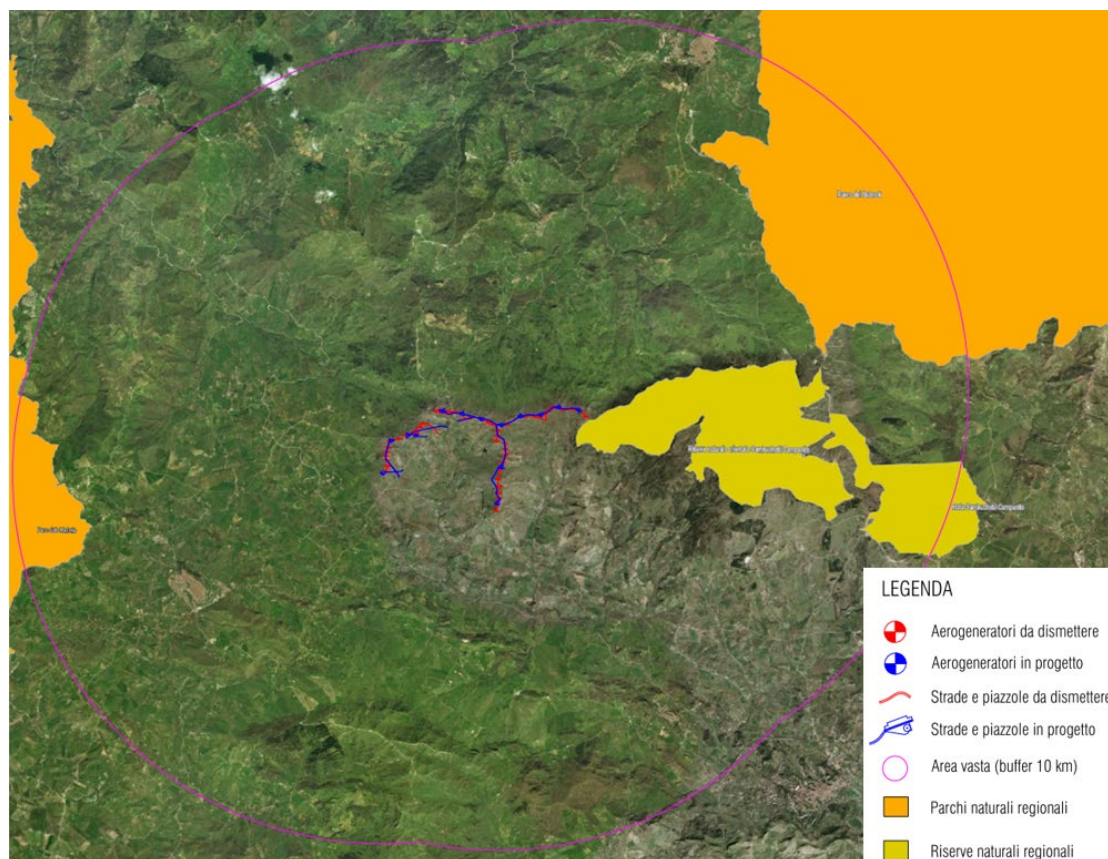 LEGENDA
Aerogeneratori da dismettere
Aerogeneratori in progetto
Strade e piazzole da dismettere
Strade e piazzole in progetto
Area vasta (buffer 10 km)
Parchi naturali regionali
Riserve naturali regionali